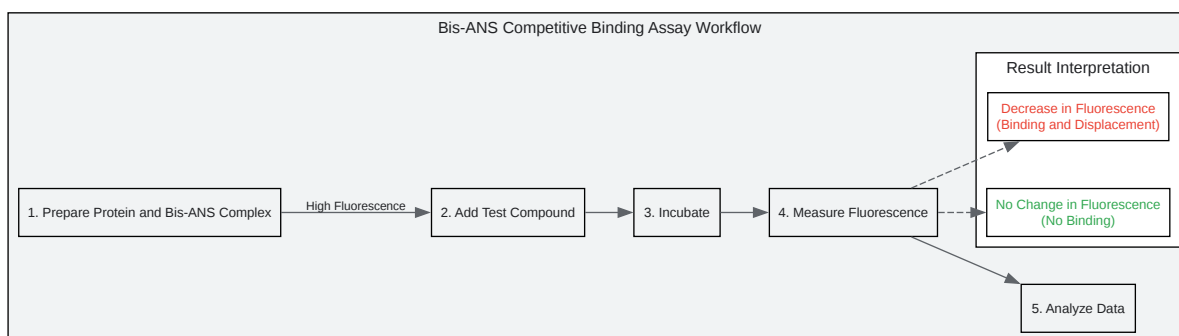 Bis-ANS Competitive Binding Assay Workflow
Result Interpretation
Decrease in Fluorescence
(Binding and Displacement)
1. Prepare Protein and Bis-ANS Complex
High Fluorescence
2. Add Test Compound
3. Incubate
4. Measure Fluorescence
No Change in Fluorescence
(No Binding)
5. Analyze Data